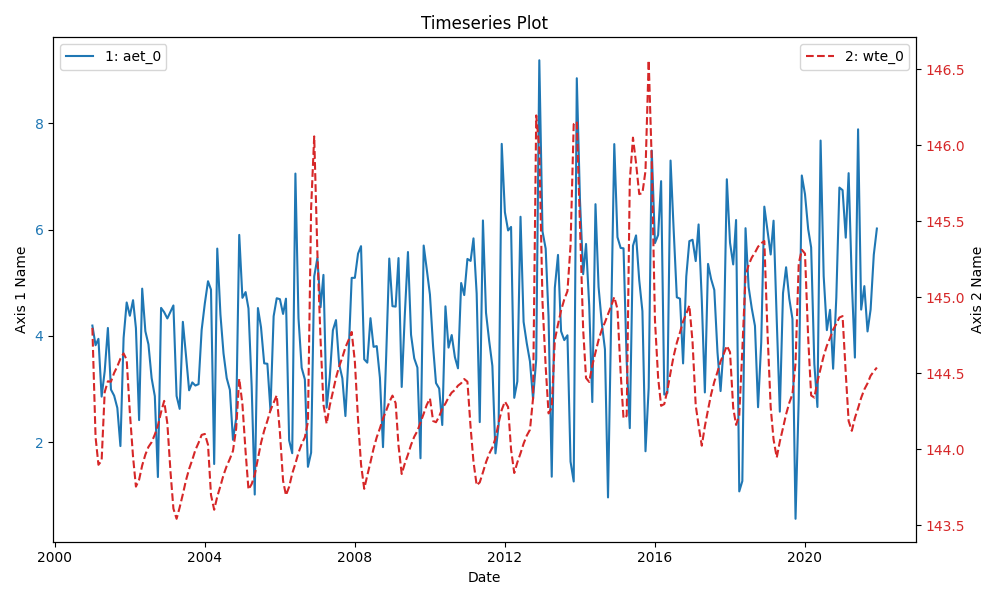 Timeseries Plot
1: aet_0
2: wte_0
Axis 1 Name
8
6
4
2
146.5
146.0
145.5
145.0
144.5
144.0
143.5
Axis 2 Name
2000 2004 2008 2012 2016 2020
Date